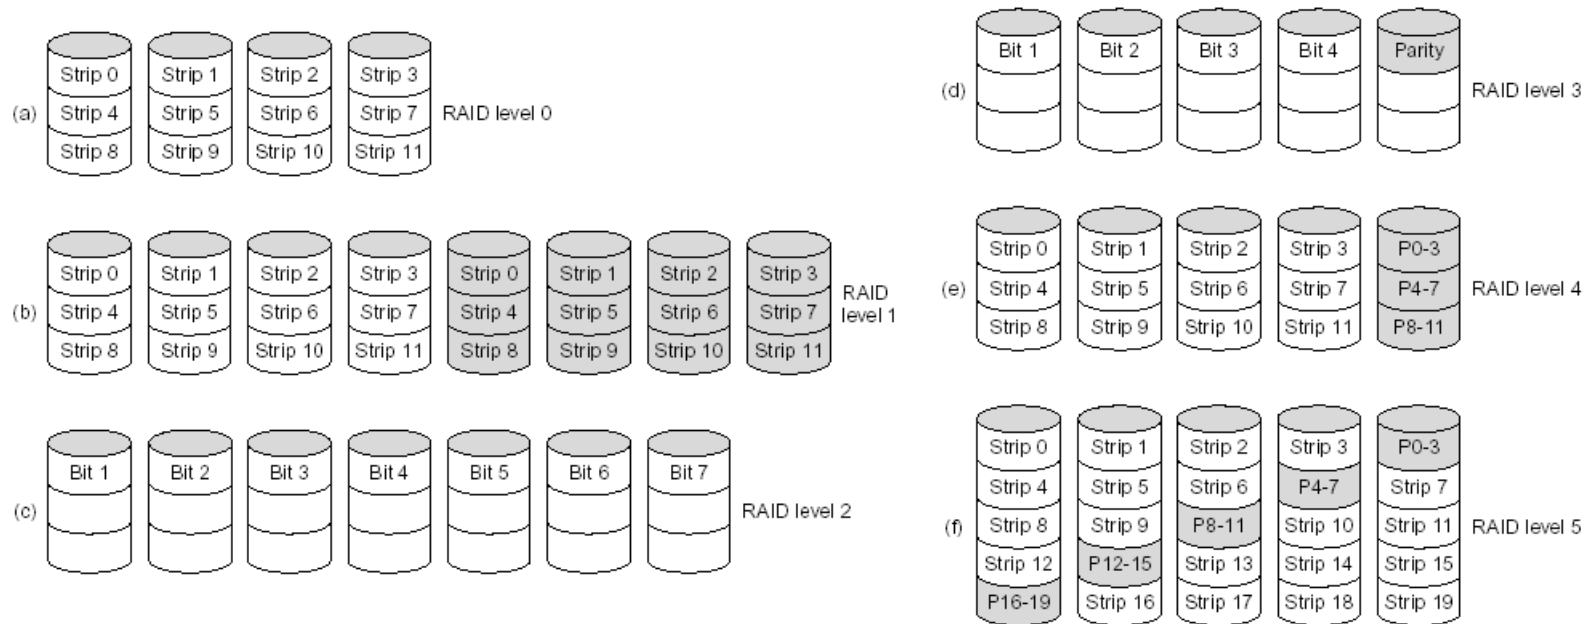 Strip 0 Strip 1 Strip 2 Strip 3
(a) Strip 4 Strip 5 Strip 6 Strip 7 RAID level 0
Strip 8 Strip 9 Strip 10 Strip 11
Strip 0 Strip 1 Strip 2 Strip 3 Strip 0 Strip 1 Strip 2 Strip 3
(b) Strip 4 Strip 5 Strip 6 Strip 7 Strip 4 Strip 5 Strip 6 Strip 7 RAID level 1
Strip 8 Strip 9 Strip 10 Strip 11 Strip 8 Strip 9 Strip 10 Strip 11
Bit 1 Bit 2 Bit 3 Bit 4 Bit 5 Bit 6 Bit 7
(c) RAID level 2
Bit 1 Bit 2 Bit 3 Bit 4 Parity
(d) RAID level 3
Strip 0 Strip 1 Strip 2 Strip 3 P0-3
(e) Strip 4 Strip 5 Strip 6 Strip 7 P4-7 RAID level 4
Strip 8 Strip 9 Strip 10 Strip 11 P8-11
Strip 0 Strip 1 Strip 2 Strip 3 P0-3
Strip 4 Strip 5 Strip 6 P4-7 Strip 7
(f) Strip 8 Strip 9 P8-11 Strip 10 Strip 11 RAID level 5
Strip 12 P12-15 Strip 13 Strip 14 Strip 15
P16-19 Strip 16 Strip 17 Strip 18 Strip 19